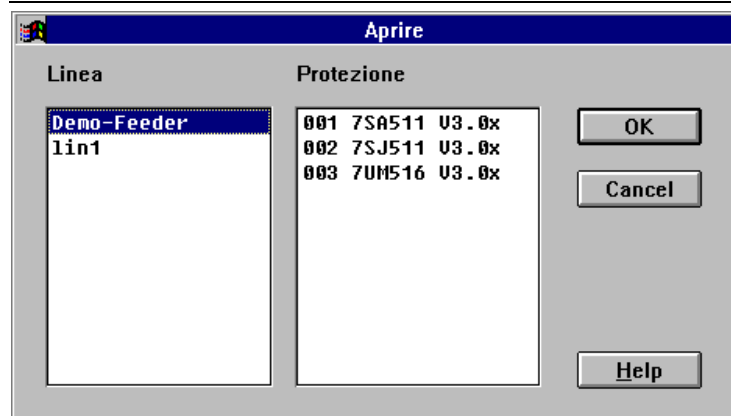 Aprire
Linea
Protezione
Demo-Feeder
lin1
001 7SA511 V3.0x
002 7SJ511 V3.0x
003 7UM516 V3.0x
OK
Cancel
Help